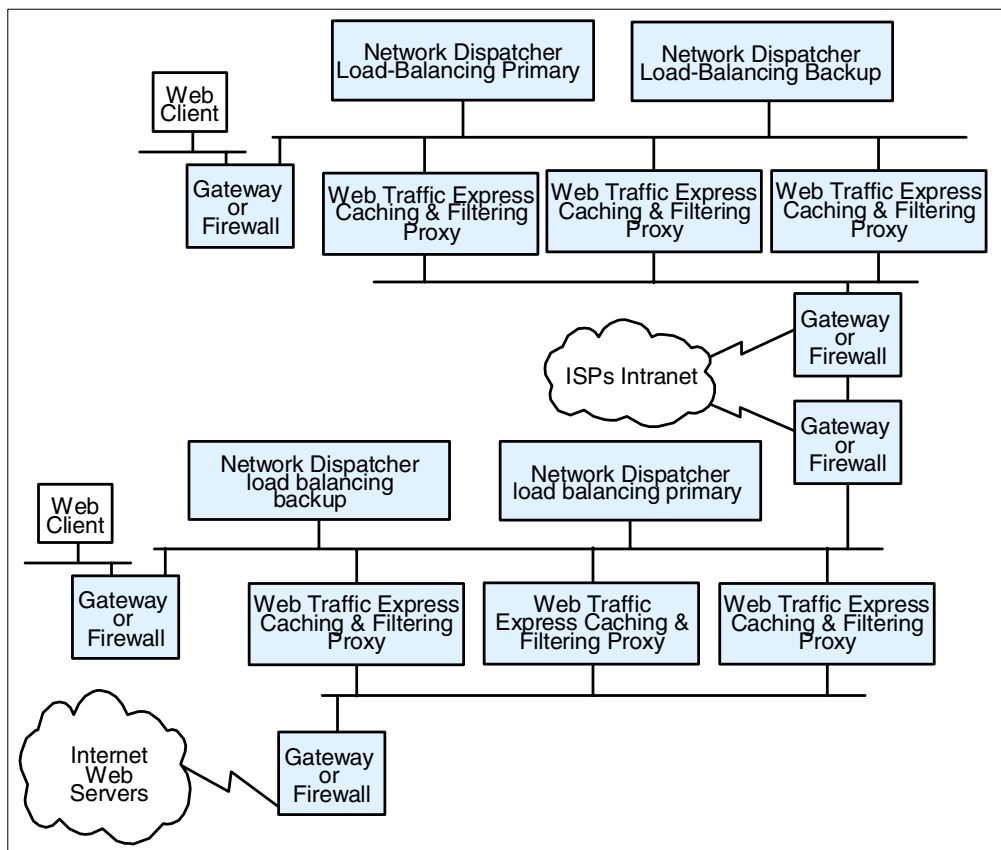 Network Dispatcher
Load-Balancing Primary
Network Dispatcher
Load-Balancing Backup
Web
Client
Gateway
or
Firewall
Web Traffic Express
Caching & Filtering
Proxy
Web Traffic Express
Caching & Filtering
Proxy
Web Traffic Express
Caching & Filtering
Proxy
Gateway
or
Firewall
ISPs Intranet
Gateway
or
Firewall
Network Dispatcher
load balancing
backup
Network Dispatcher
load balancing primary
Web
Client
Gateway
or
Firewall
Web Traffic Express
Caching & Filtering
Proxy
Web Traffic
Express Caching &
Filtering Proxy
Web Traffic Express
Caching & Filtering
Proxy
Internet
Web
Servers
Gateway
or
Firewall